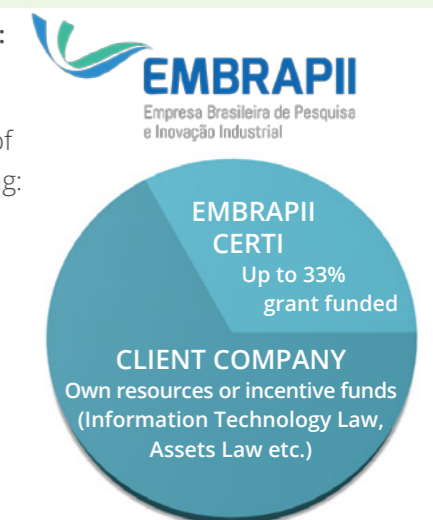 :
EMBRAPII
Empresa Brasileira de Pesquisa
e Inovação Industrial
of
g:
EMBRAPII
CERTI
Up to 33%
grant funded
CLIENT COMPANY
Own resources or incentive funds
(Information Technology Law,
Assets Law etc.)